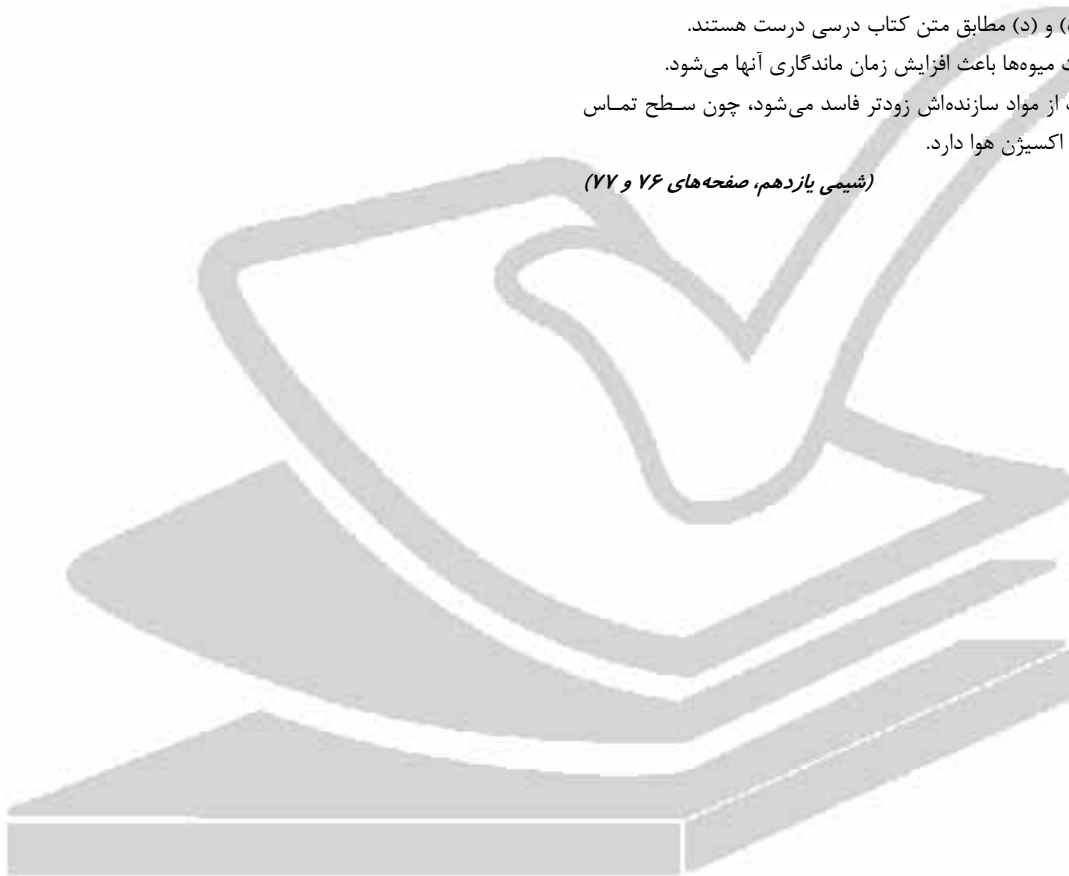 و (د) مطابق متن کتاب درسی درست هستند.
میوه‌ها باعث افزایش زمان ماندگاری آنها می‌شود.
از مواد سازنده‌اش زودتر فاسد می‌شود، چون سطح تماس
اکسیژن هوا دارد.
(شیمی یازدهم، صفحه‌های ۷۶ و ۷۷)